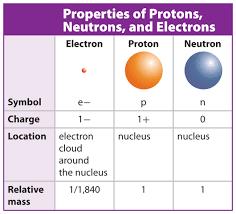 Properties of Protons,
Neutrons, and Electrons
Electron Proton Neutron
Symbol e− p n
Charge 1− 1+ 0
Location electron cloud around the nucleus nucleus nucleus
Relative mass 1/1,840 1 1